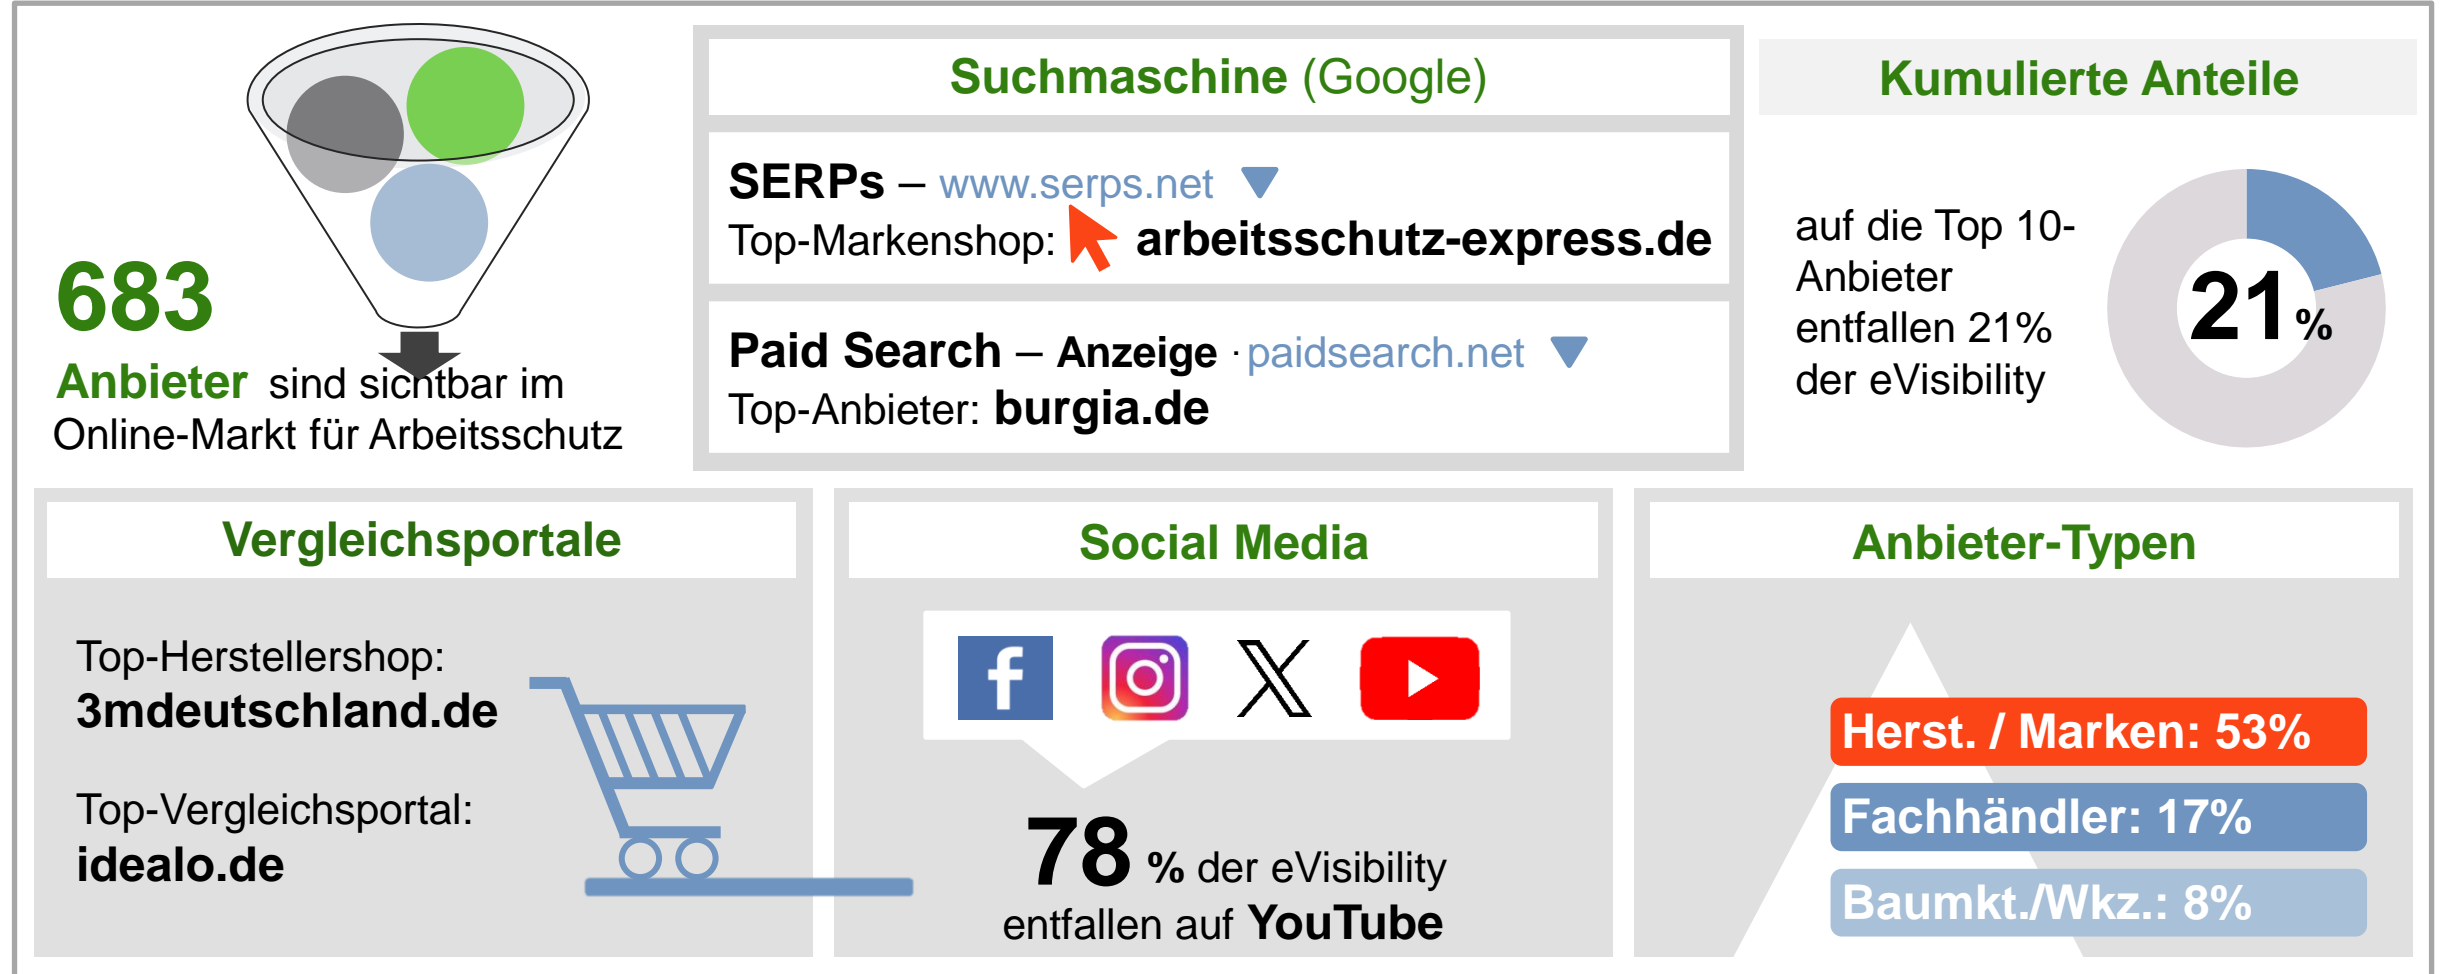 683
Anbieter sind sichtbar im
Online-Markt für Arbeitsschutz
Suchmaschine (Google)
SERPs – www.serps.net
Top-Markenshop: arbeitsschutz-express.de
Paid Search – Anzeige · paidsearch.net
Top-Anbieter: burgia.de
Kumulierte Anteile
auf die Top 10-
Anbieter
entfallen 21%
der eVisibility
21%
Vergleichsportale
Top-Herstellershop:
3mdeutschland.de
Top-Vergleichsportal:
idealo.de
Social Media
78 % der eVisibility
entfallen auf YouTube
Anbieter-Typen
Herst. / Marken: 53%
Fachhändler: 17%
Baumkt./Wkz.: 8%